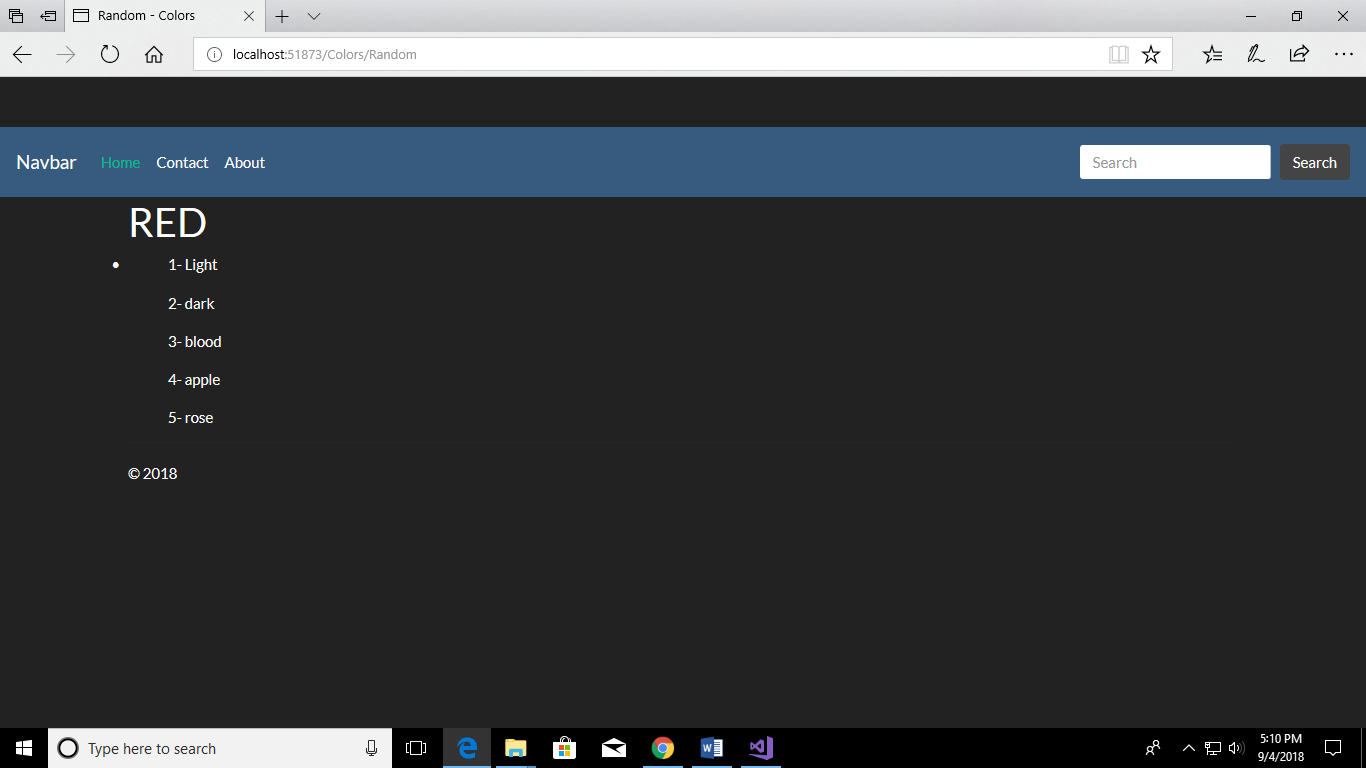 Random - Colors
localhost:51873/Colors/Random
Navbar Home Contact About Search Search
RED
• 1- Light
2- dark
3- blood
4- apple
5- rose
© 2018
Type here to search
5:10 PM
9/4/2018